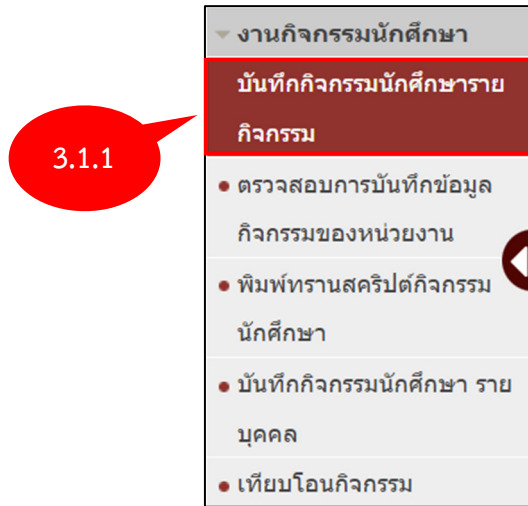 งานกิจกรรมนักศึกษา
บันทึกกิจกรรมนักศึกษาราย
กิจกรรม
3.1.1
ตรวจสอบการบันทึกข้อมูล
กิจกรรมของหน่วยงาน
พิมพ์ทรานสคริปต์กิจกรรม
นักศึกษา
บันทึกกิจกรรมนักศึกษา ราย
บุคคล
เทียบโอนกิจกรรม